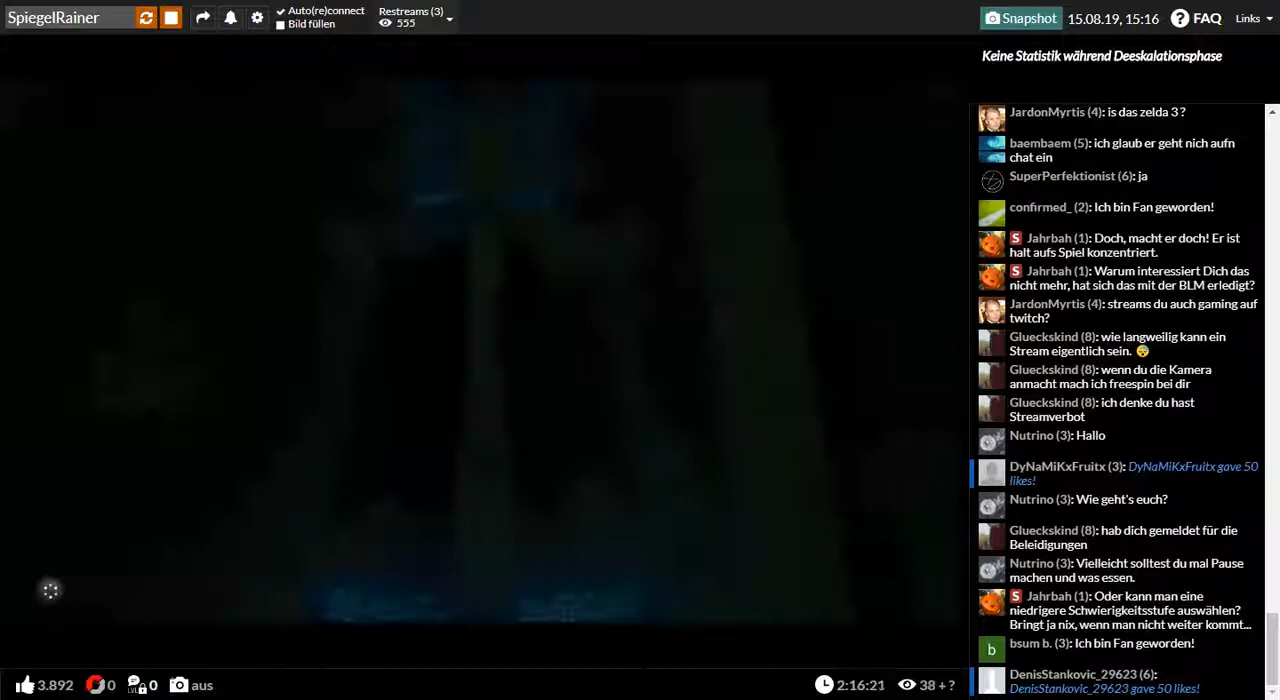 SpiegelRainer
Auto(re)connect
Bild füllen
Restreams (3)
555
Snapshot
15.08.19, 15:16
FAQ
Links
Keine Statistik während Deeskalationsphase
JardonMyrtis (4): is das zelda 3 ?
baembaem (5): ich glaub er geht nich aufn
chat ein
SuperPerfektionist (6): ja
confirmed_ (2): Ich bin Fan geworden!
S Jahrbah (1): Doch, macht er doch! Er ist
halt aufs Spiel konzentriert.
S Jahrbah (1): Warum interessiert Dich das
nicht mehr, hat sich das mit der BLM erledigt?
JardonMyrtis (4): streams du auch gaming auf
twitch?
Glueckskind (8): wie langweilig kann ein
Stream eigentlich sein. 😴
Glueckskind (8): wenn du die Kamera
anmacht mach ich freespin bei dir
Glueckskind (8): ich denke du hast
Streamverbot
Nutrino (3): Hallo
DyNaMiKxFruitx (3): DyNaMiKxFruitx gave 50
likes!
Nutrino (3): Wie geht's euch?
Glueckskind (8): hab dich gemeldet für die
Beleidigungen
Nutrino (3): Vielleicht solltest du mal Pause
machen und was essen.
S Jahrbah (1): Oder kann man eine
niedrigere Schwierigkeitsstufe auswählen?
Bringt ja nix, wenn man nicht weiter kommt...
b
bsum b. (3): Ich bin Fan geworden!
DenisStankovic_29623 (6):
DenisStankovic_29623 gave 50 likes!
3.892
0
LVL
0
aus
2:16:21
38 + ?